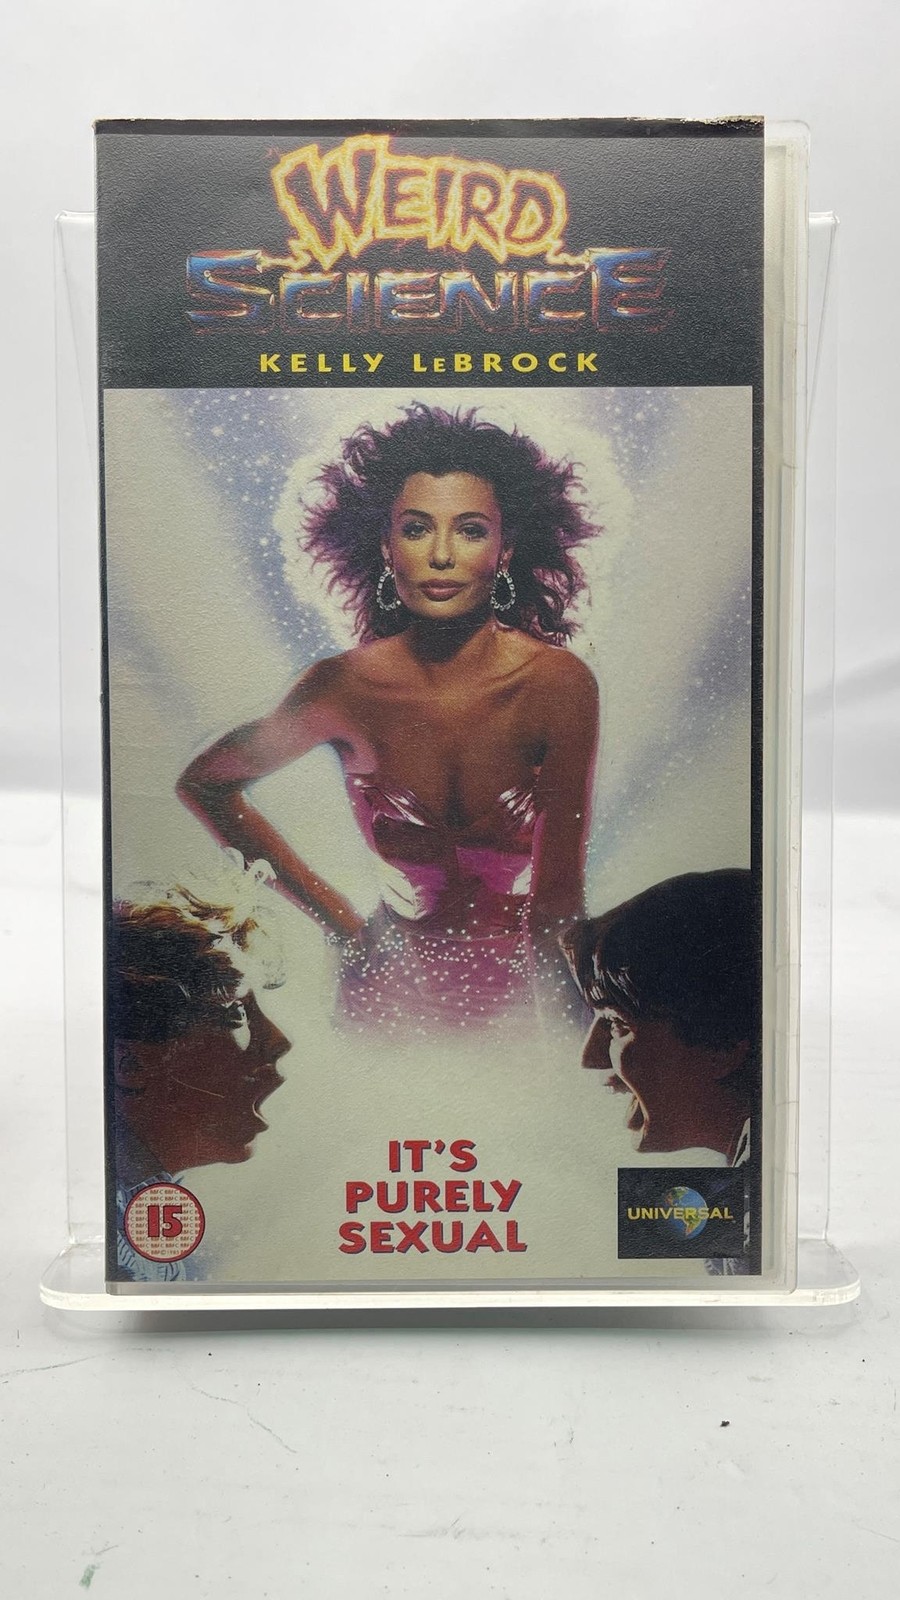 WEIRD
SCIENCE
KELLY LEBROCK
IT'S
PURELY
SEXUAL
15
UNIVERSAL